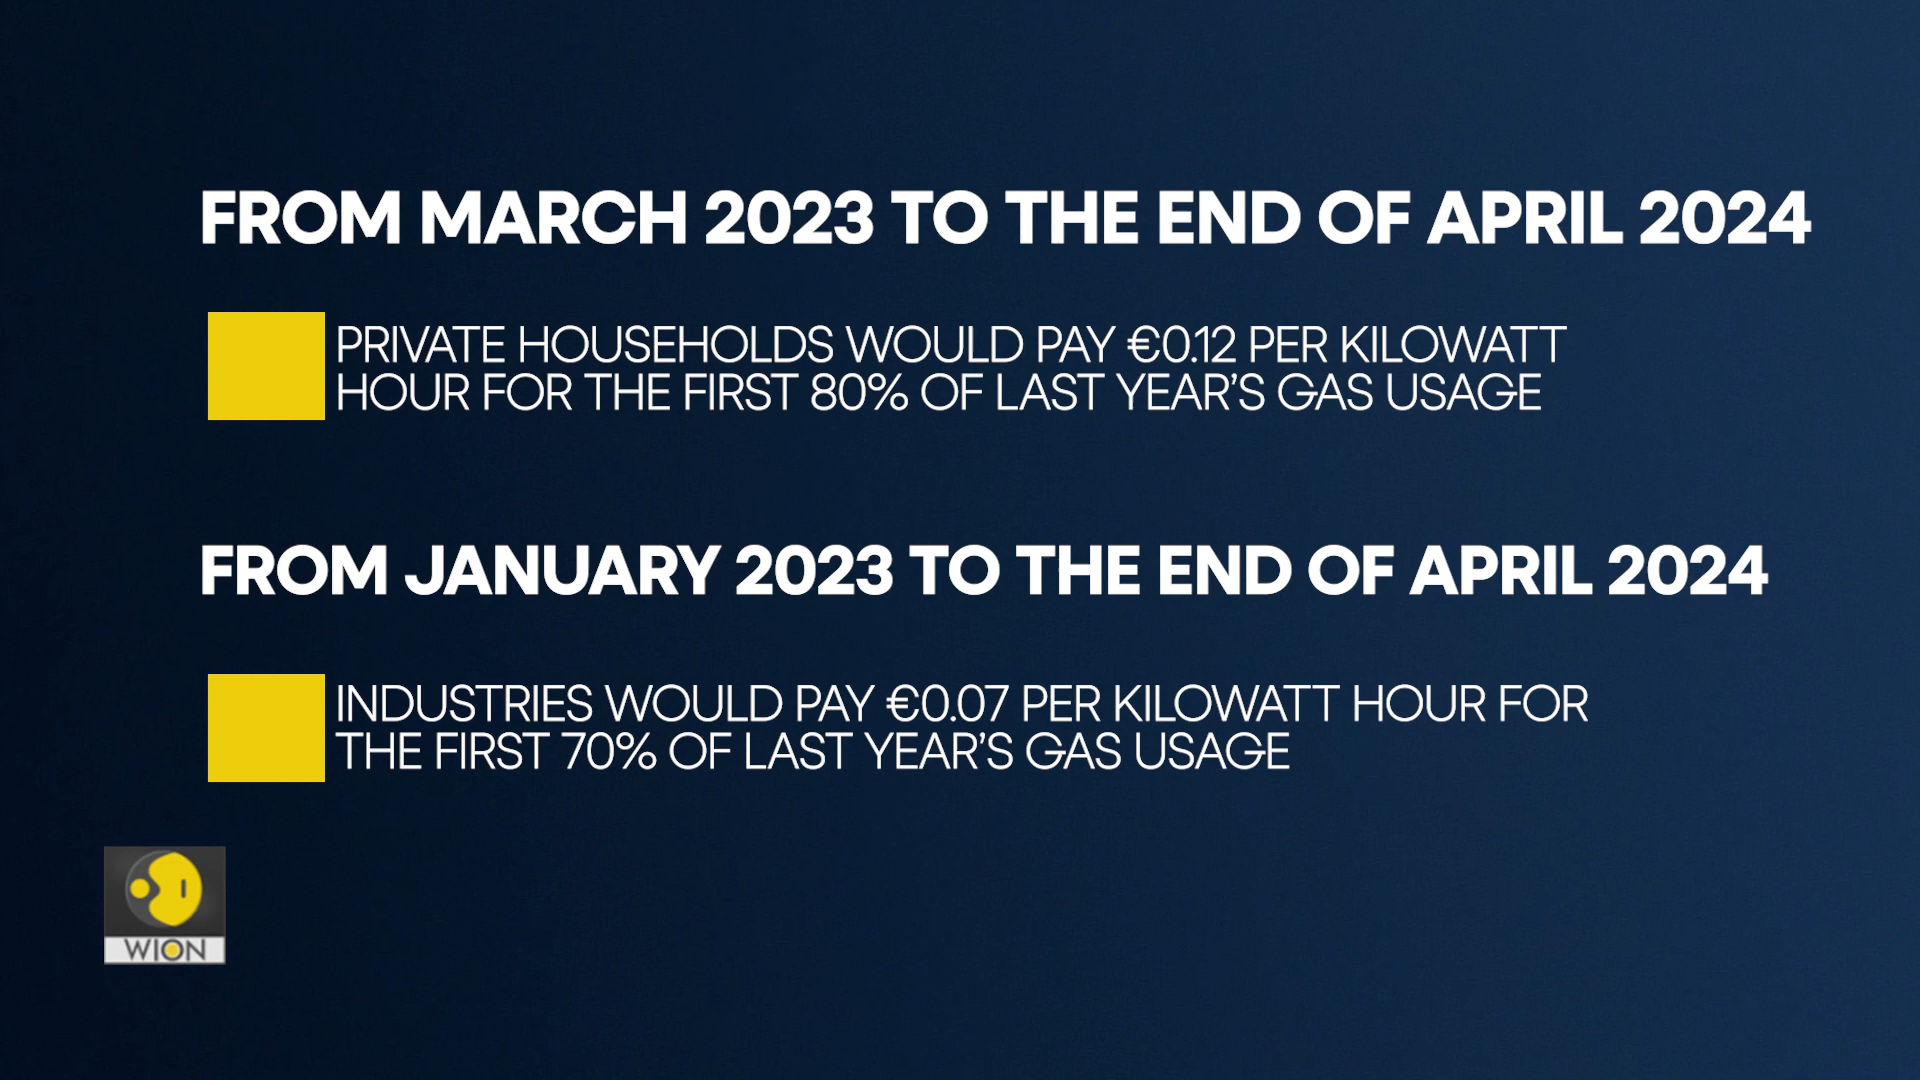 FROM MARCH 2023 TO THE END OF APRIL 2024
PRIVATE HOUSEHOLDS WOULD PAY €0.12 PER KILOWATT
HOUR FOR THE FIRST 80% OF LAST YEAR'S GAS USAGE
FROM JANUARY 2023 TO THE END OF APRIL 2024
INDUSTRIES WOULD PAY €0.07 PER KILOWATT HOUR FOR
THE FIRST 70% OF LAST YEAR'S GAS USAGE
WION